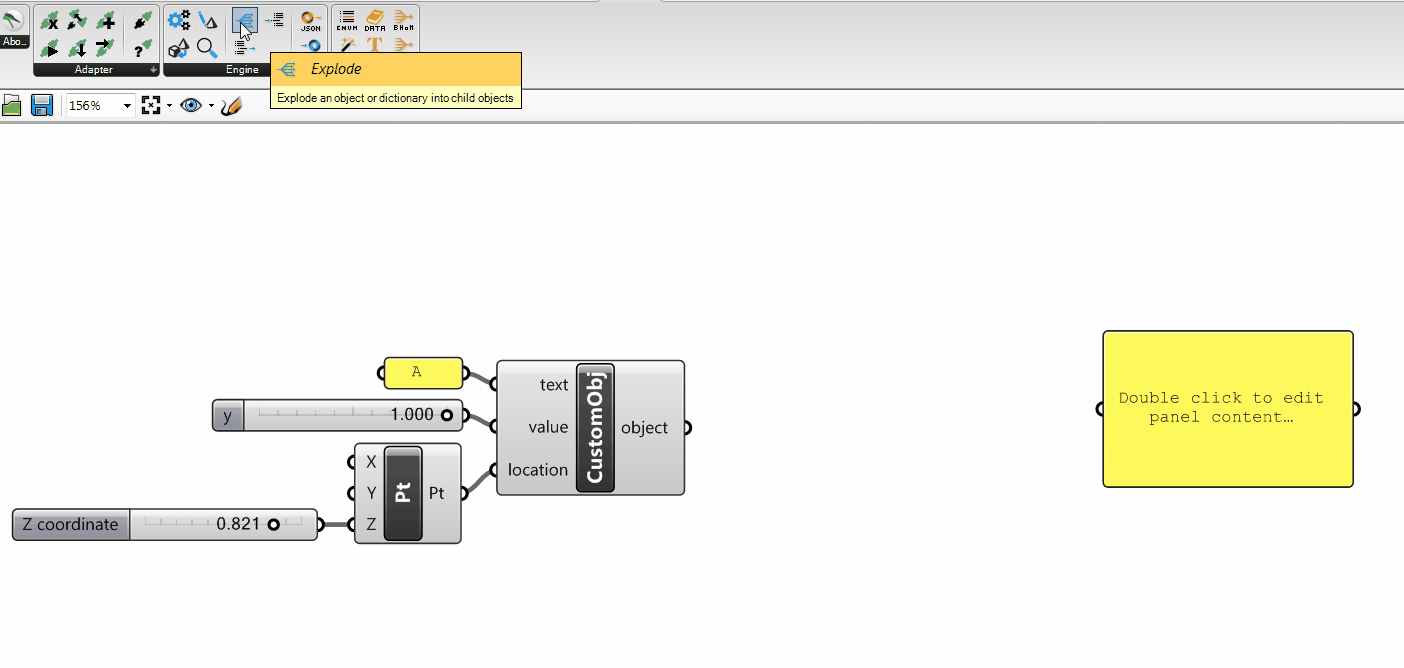 Abo...
JSON
ENUM
DATA
BHoM
Adapter
Engine
Explode
Explode an object or dictionary into child objects
156%
A
text
y
1.000
value
CustomObj
object
location
X
Y
Pt
Pt
Z
Z coordinate
0.821
Double click to edit
panel content…